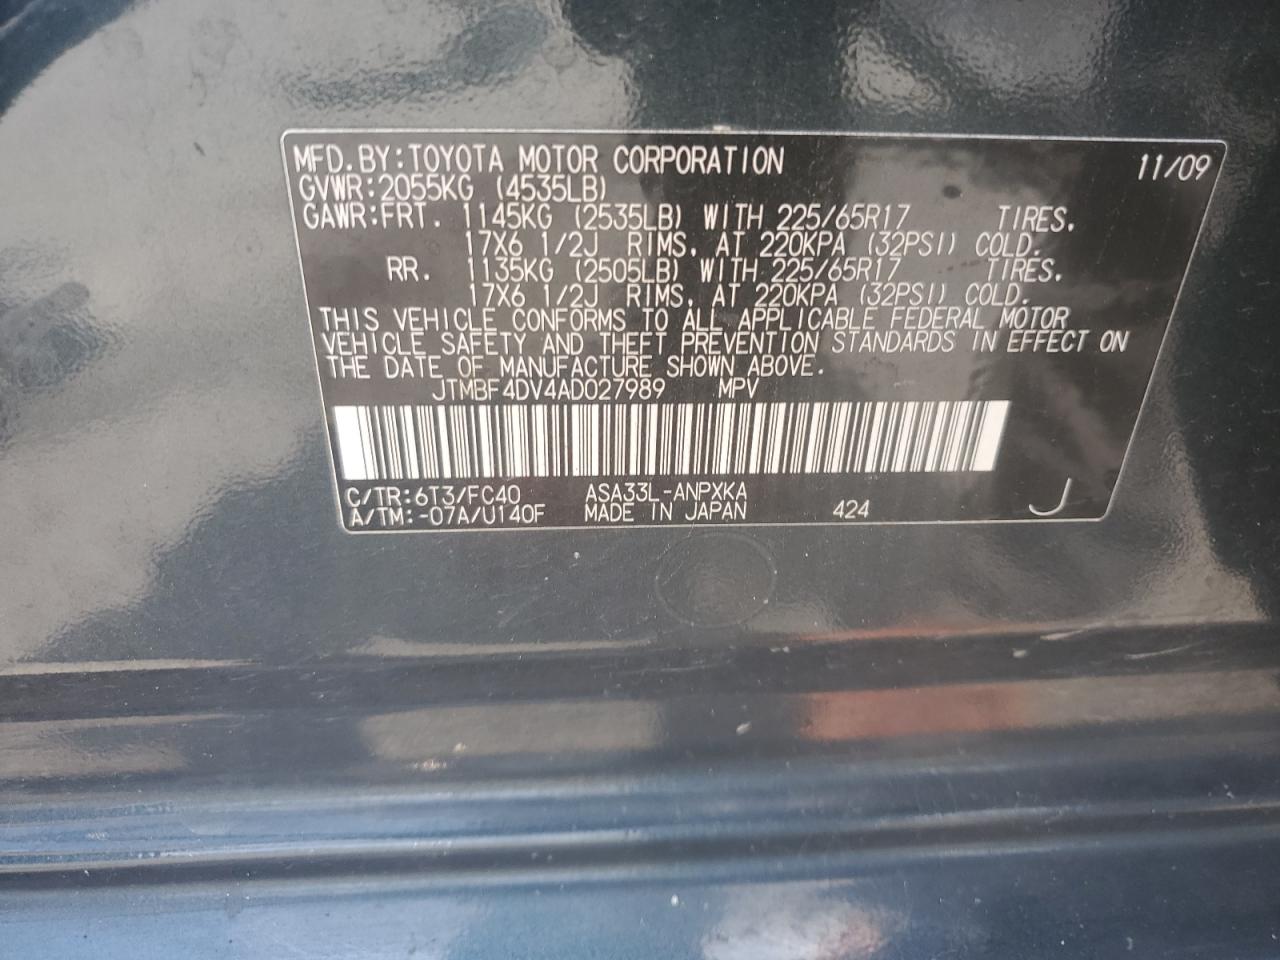 MFD.BY:TOYOTA MOTOR CORPORATION 11/09
GVWR:2055KG (4535LB)
GAWR:FRT. 1145KG (2535LB) WITH 225/65R17 TIRES.
17X6 1/2J RIMS, AT 220KPA (32PSI) COLD.
RR. 1135KG (2505LB) WITH 225/65R17 TIRES.
17X6 1/2J RIMS, AT 220KPA (32PSI) COLD.
THIS VEHICLE CONFORMS TO ALL APPLICABLE FEDERAL MOTOR
VEHICLE SAFETY AND THEFT PREVENTION STANDARDS IN EFFECT ON
THE DATE OF MANUFACTURE SHOWN ABOVE.
JTMBF4DV4AD027989 MPV
C/TR:6T3/FC40 ASA33L-ANPXKA
A/TM:-07A/U140F MADE IN JAPAN 424 J